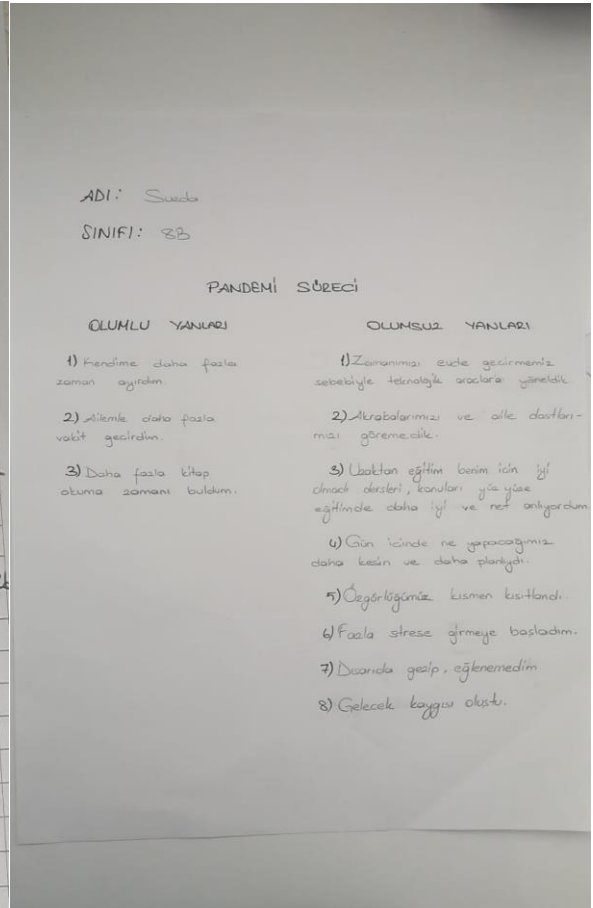 ADI: Sueda
SINIFI: 8B
PANDEMİ SÜRECİ
OLUMLU YANLARI
1) Kendime daha fazla
zaman ayırdım.
2) Ailemle daha fazla
vakit geçirdim.
3) Daha fazla kitap
okuma zamanı buldum.
OLUMSUZ YANLARI
1) Zamanımızı evde geçirmemiz
sebebiyle teknolojik araclara yöneldik
2) Akrabalarımızı ve aile dostları-
mızı göremedik.
3) Uzaktan eğitim benim için iyi
olmadı dersleri, konuları yüz yüze
eğitimde daha iyi ve net anlıyordum
4) Gün içinde ne yapacağımız
daha kesin ve daha planlıydı.
5) Özgürlüğümüz kısmen kısıtlandı.
6) Fazla strese girmeye başladım.
7) Dışarıda gezip, eğlenemedim
8) Gelecek kaygısı oluştu.